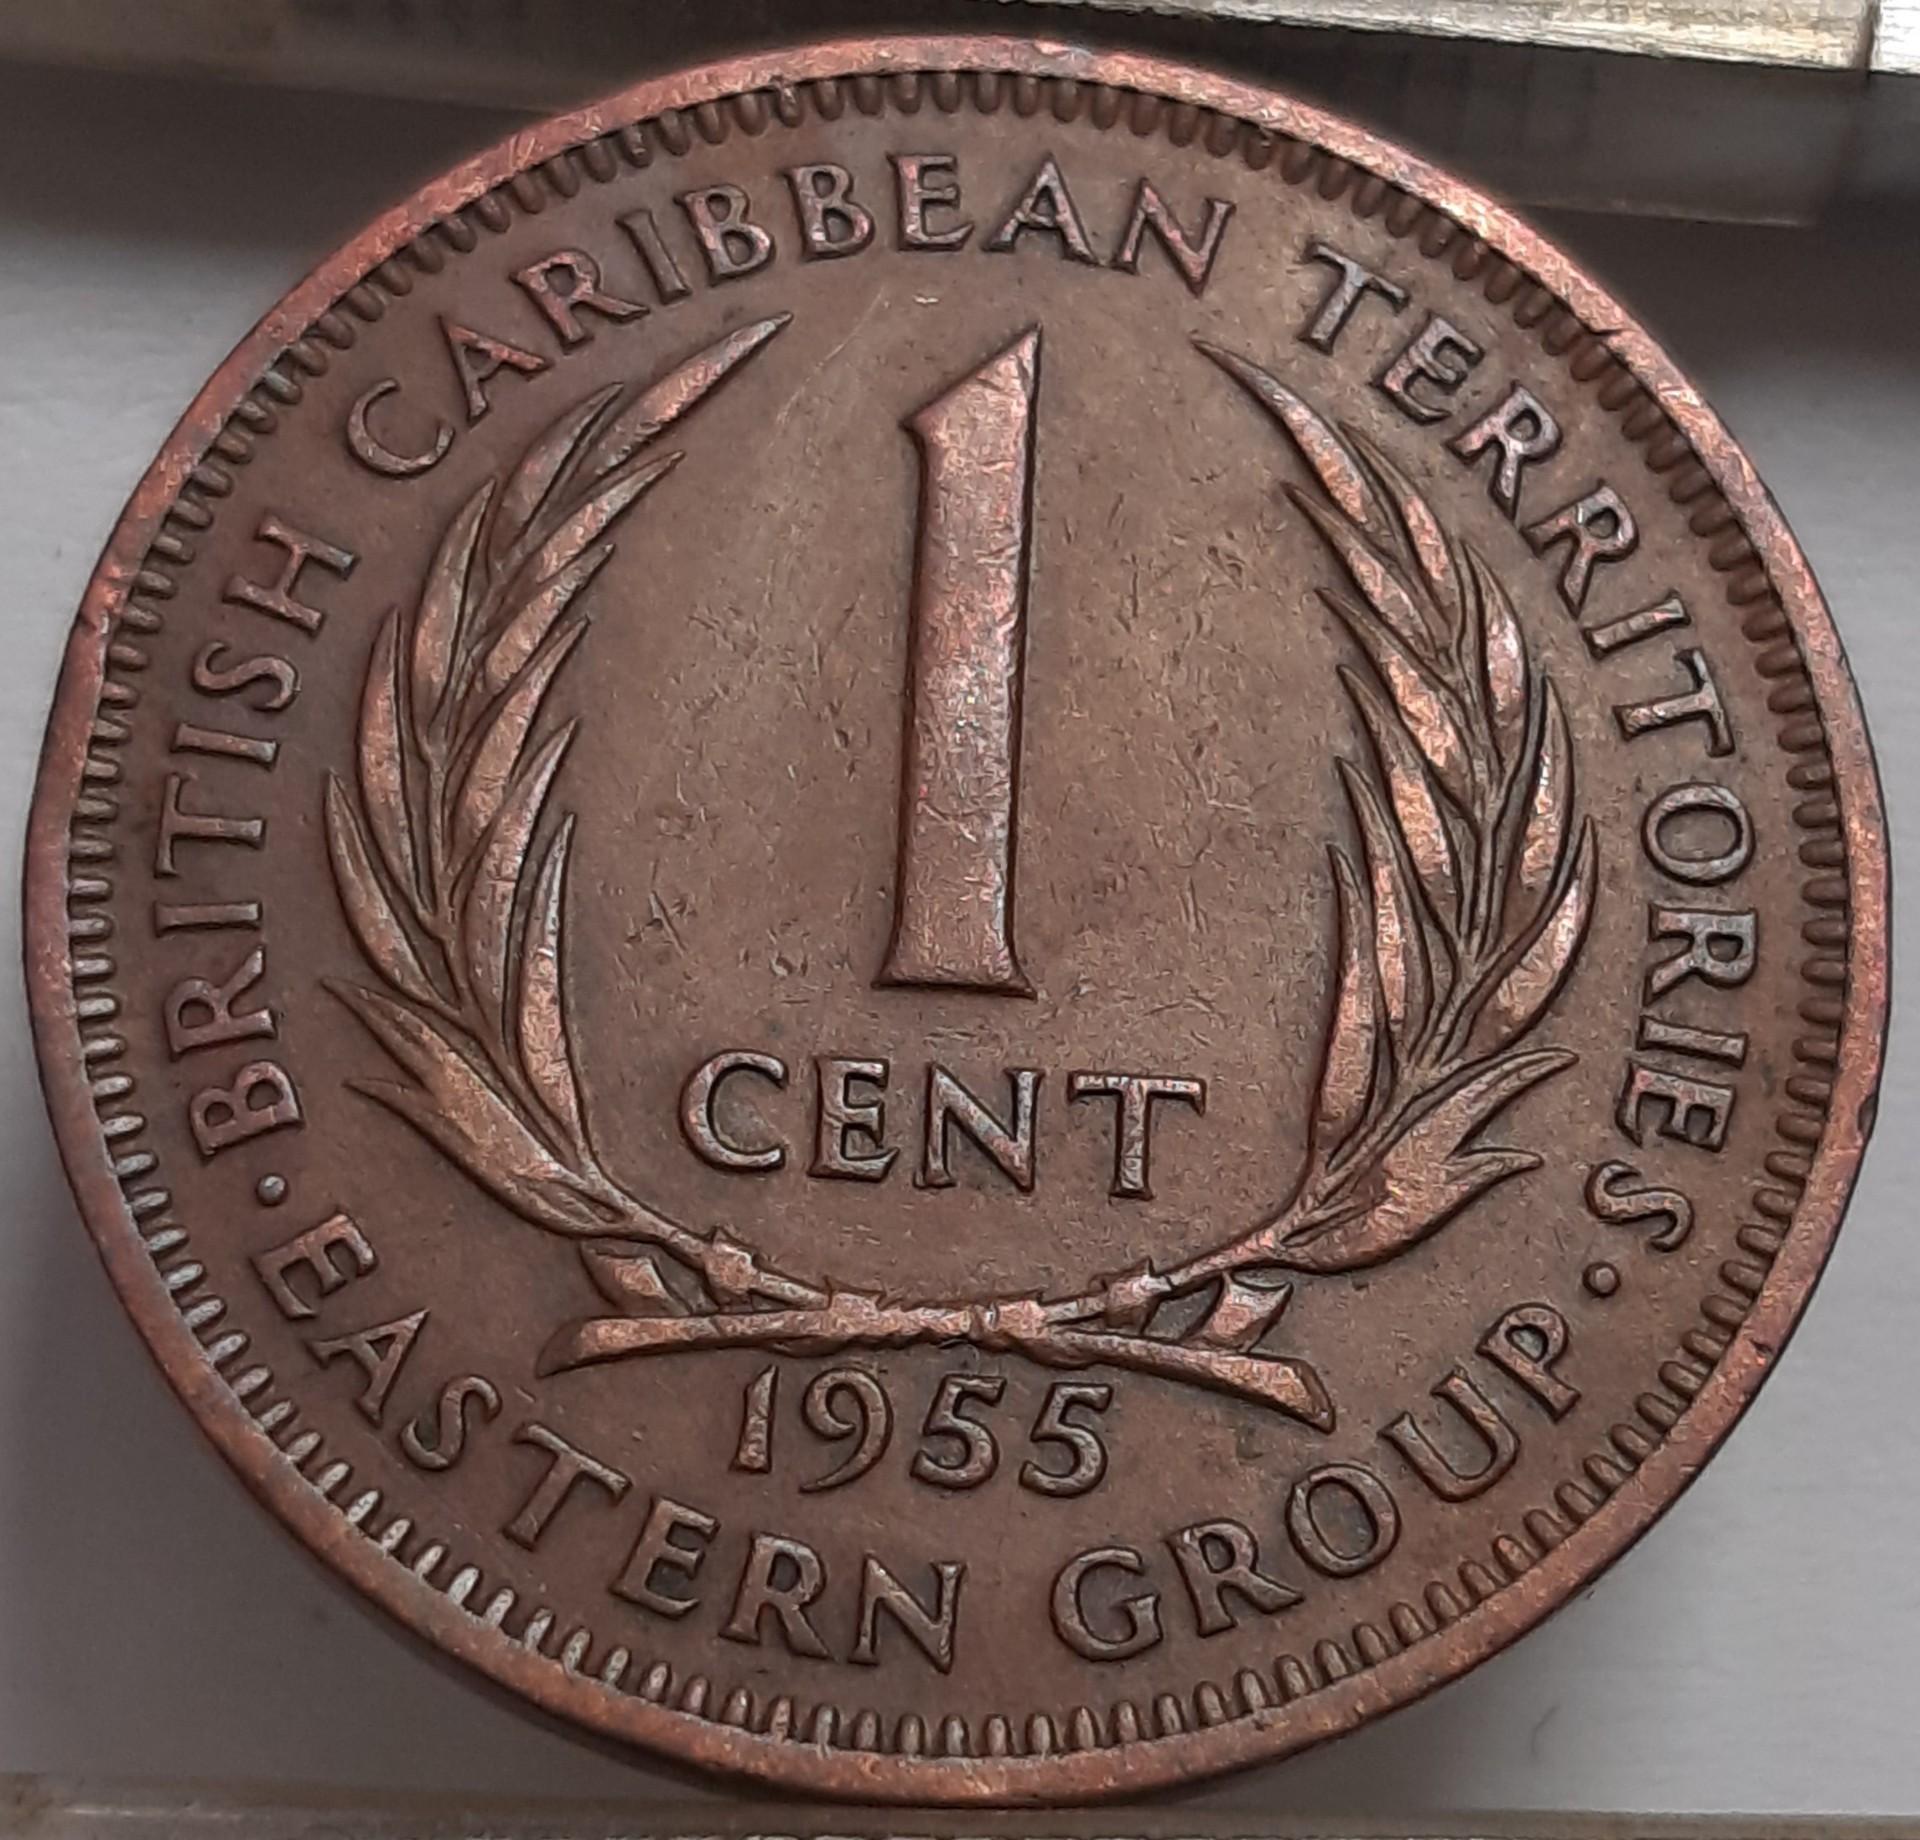 BRITISH CARIBBEAN TERRITORIES
1
CENT
1955
· EASTERN GROUP ·